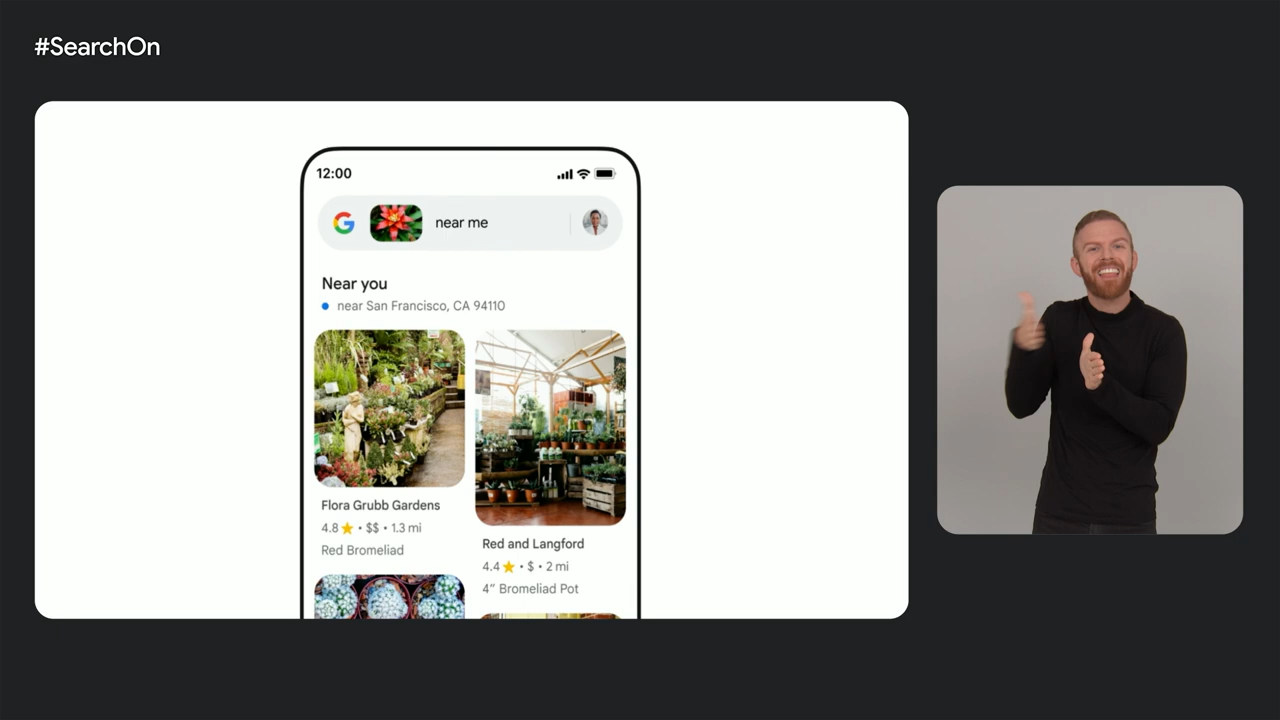 #SearchOn
12:00
near me
Near you
near San Francisco, CA 94110
Flora Grubb Gardens
4.8 ★ • $$ • 1.3 mi
Red Bromeliad
Red and Langford
4.4 ★ • $ • 2 mi
4” Bromeliad Pot